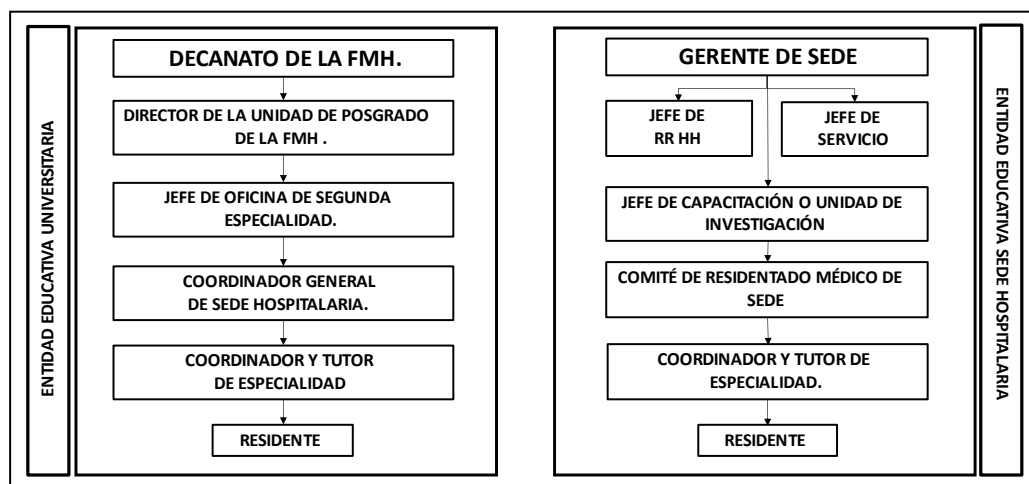 ENTIDAD EDUCATIVA UNIVERSITARIA
DECANATO DE LA FMH.
DIRECTOR DE LA UNIDAD DE POSGRADO
DE LA FMH .
JEFE DE OFICINA DE SEGUNDA
ESPECIALIDAD.
COORDINADOR GENERAL
DE SEDE HOSPITALARIA.
COORDINADOR Y TUTOR
DE ESPECIALIDAD
RESIDENTE
GERENTE DE SEDE
JEFE DE
RR HH
JEFE DE
SERVICIO
JEFE DE CAPACITACIÓN O UNIDAD DE
INVESTIGACIÓN
COMITÉ DE RESIDENTADO MÉDICO DE
SEDE
COORDINADOR Y TUTOR DE
ESPECIALIDAD.
RESIDENTE
ENTIDAD EDUCATIVA SEDE HOSPITALARIA